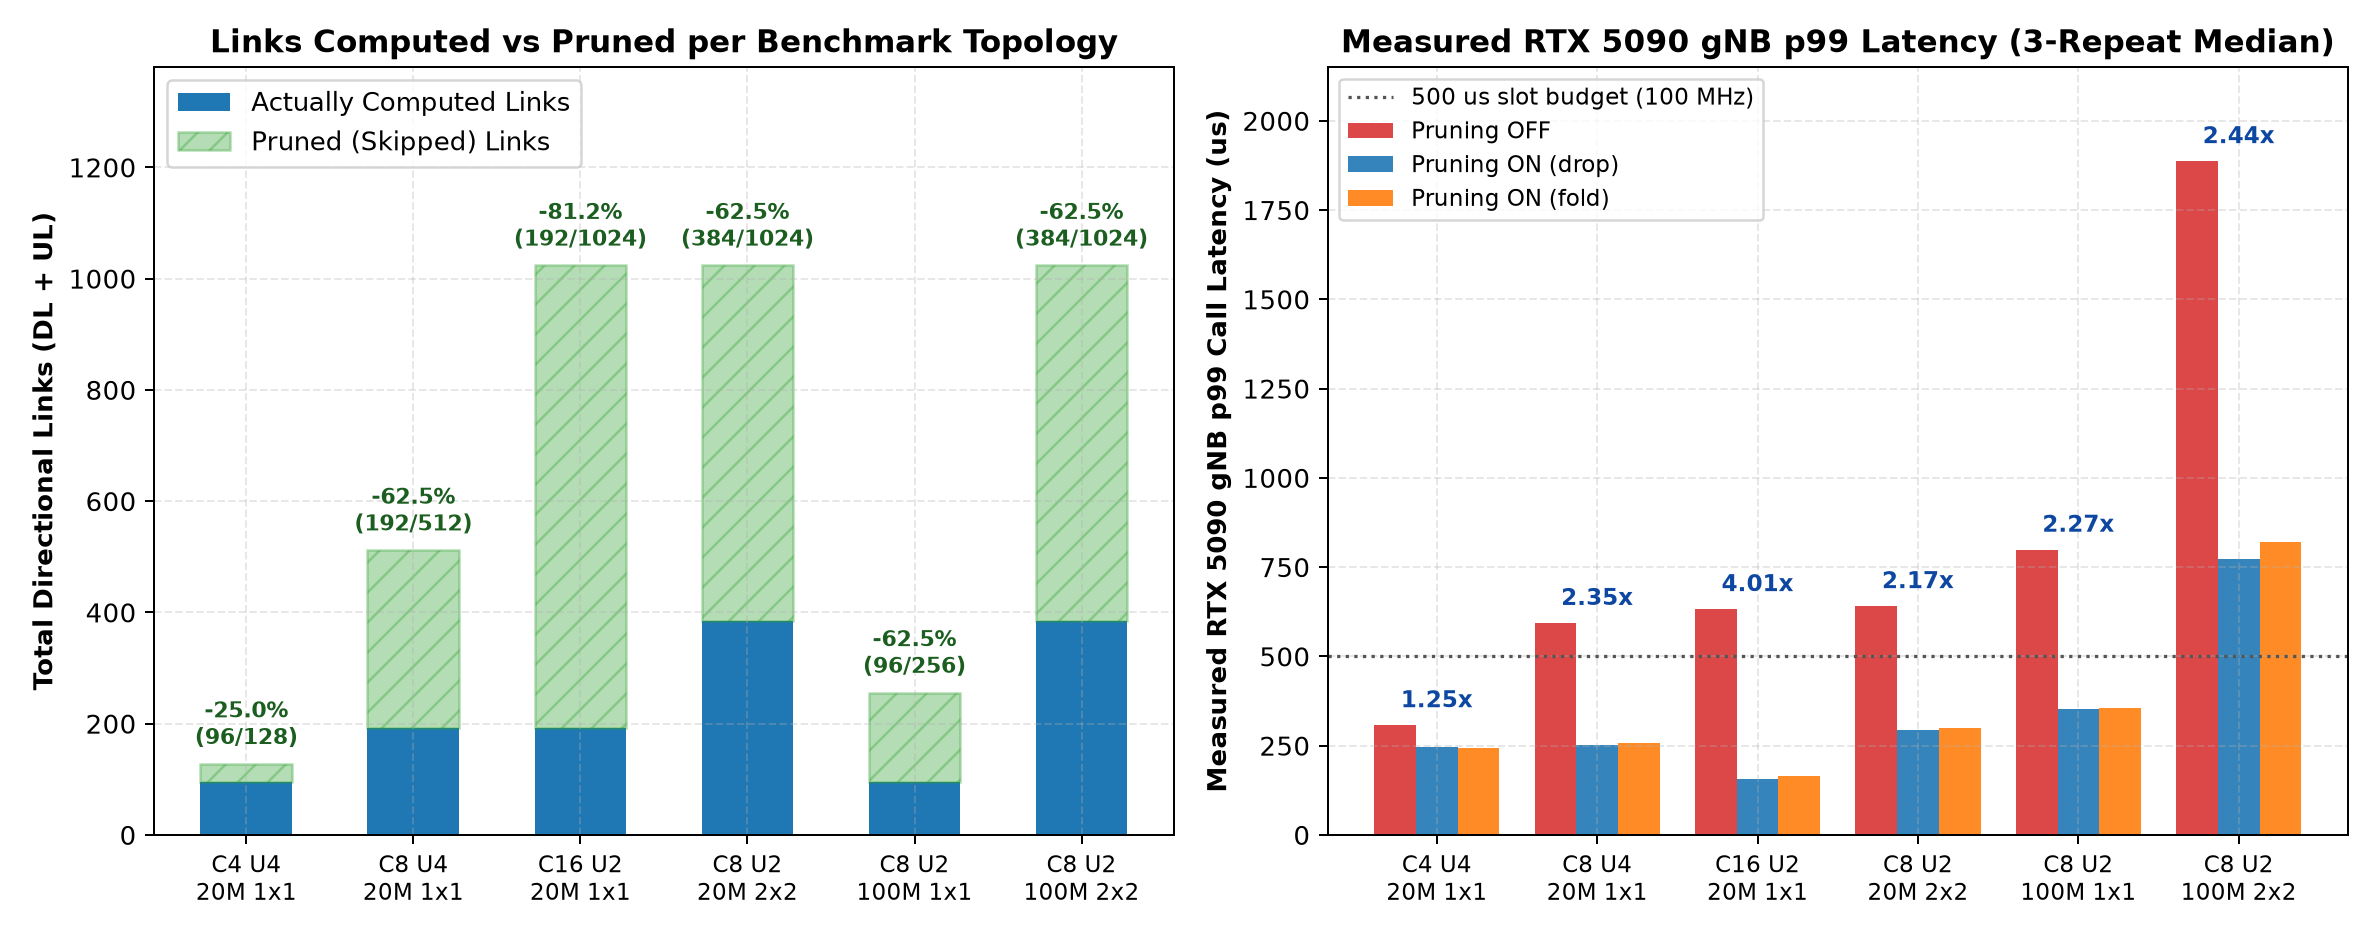 Links Computed vs Pruned per Benchmark Topology
Actually Computed Links
Pruned (Skipped) Links
Total Directional Links (DL + UL)
1200
1000
800
600
400
200
0
-25.0%
(96/128)
-62.5%
(192/512)
-81.2%
(192/1024)
-62.5%
(384/1024)
-62.5%
(96/256)
-62.5%
(384/1024)
C4 U4
20M 1x1
C8 U4
20M 1x1
C16 U2
20M 1x1
C8 U2
20M 2x2
C8 U2
100M 1x1
C8 U2
100M 2x2
Measured RTX 5090 gNB p99 Latency (3-Repeat Median)
500 us slot budget (100 MHz)
Pruning OFF
Pruning ON (drop)
Pruning ON (fold)
Measured RTX 5090 gNB p99 Call Latency (us)
2000
1750
1500
1250
1000
750
500
250
0
1.25x
2.35x
4.01x
2.17x
2.27x
2.44x
C4 U4
20M 1x1
C8 U4
20M 1x1
C16 U2
20M 1x1
C8 U2
20M 2x2
C8 U2
100M 1x1
C8 U2
100M 2x2